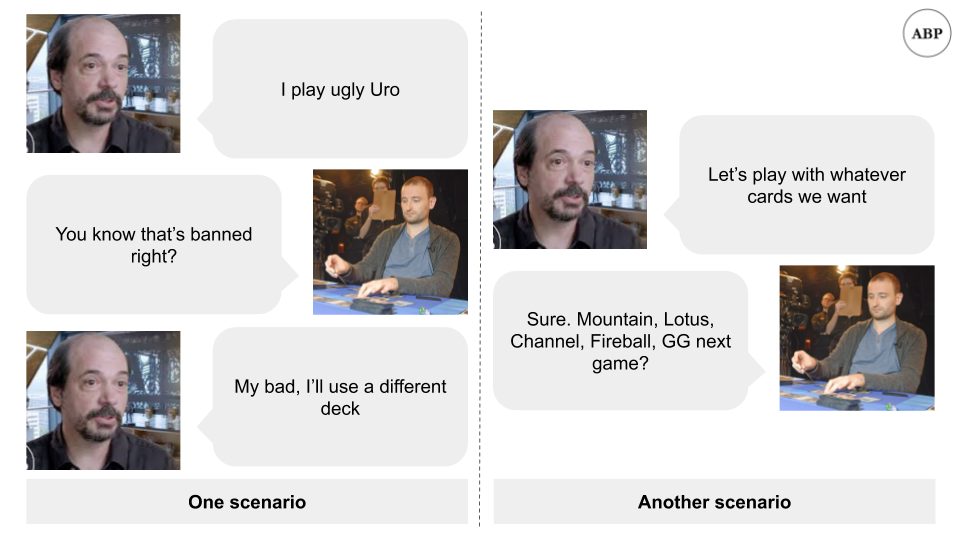 ABP
I play ugly Uro
You know that's banned
right?
My bad, I'll use a different
deck
One scenario
Let's play with whatever
cards we want
Sure. Mountain, Lotus,
Channel, Fireball, GG next
game?
Another scenario